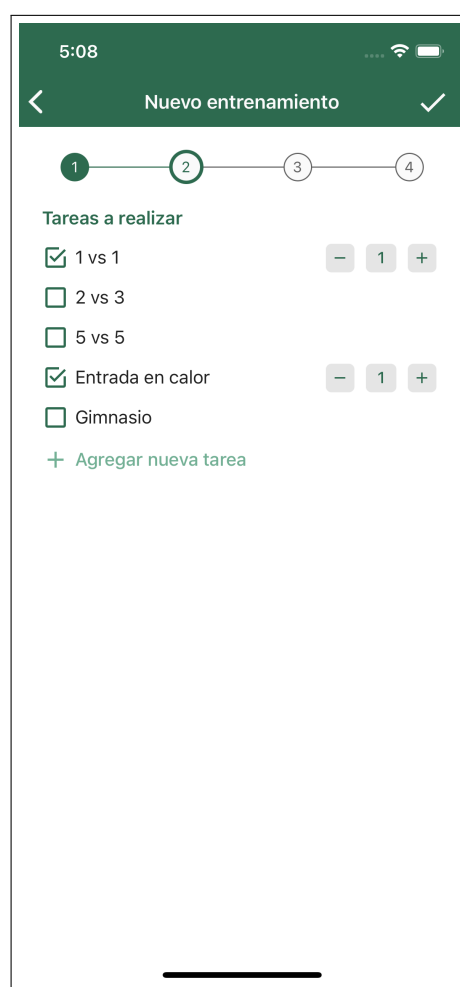 5:08
Nuevo entrenamiento
1 2 3 4
Tareas a realizar
1 vs 1 − 1 +
2 vs 3
5 vs 5
Entrada en calor − 1 +
Gimnasio
+ Agregar nueva tarea